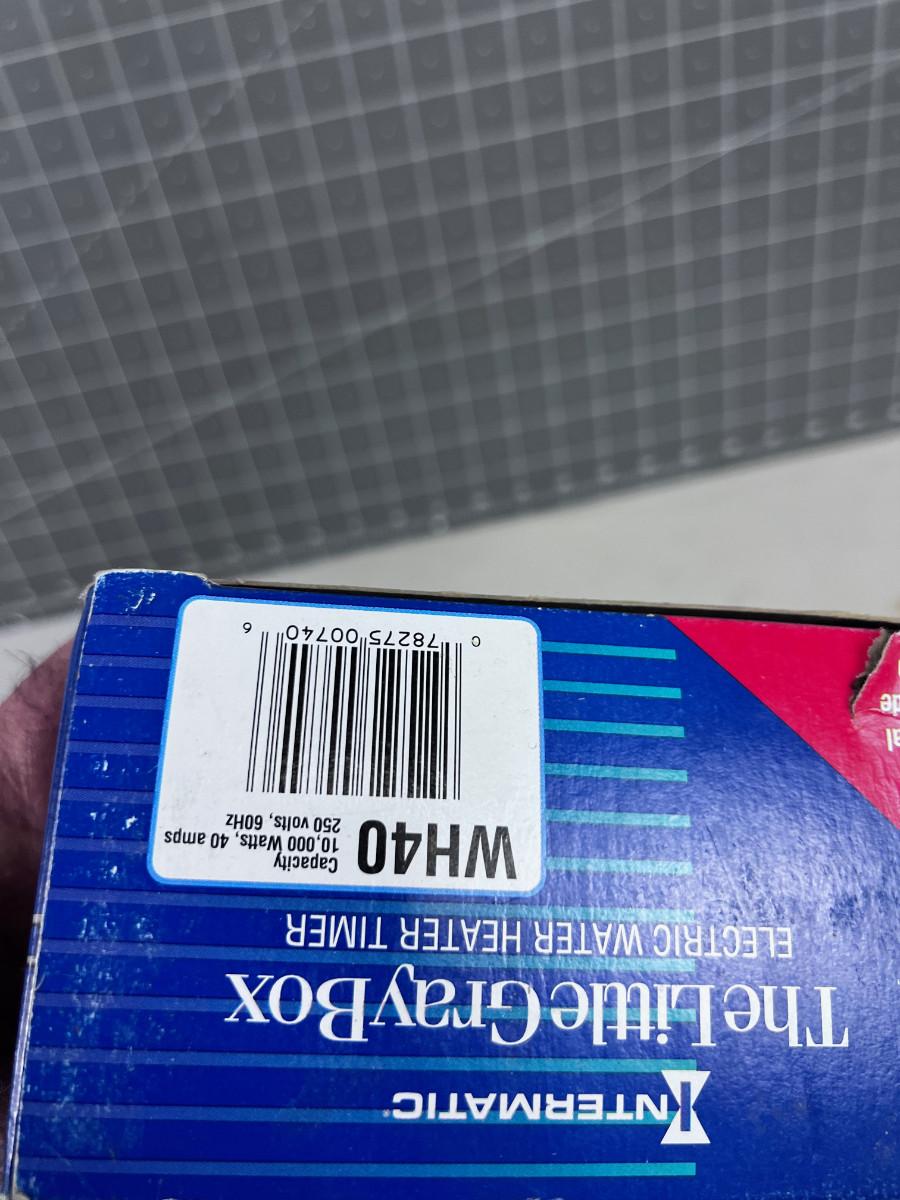 INTERMATIC®
The Little Gray Box
ELECTRIC WATER HEATER TIMER
WH40
Capacity
10,000 Watts, 40 amps
250 volts, 60Hz
0 78275 00740 6